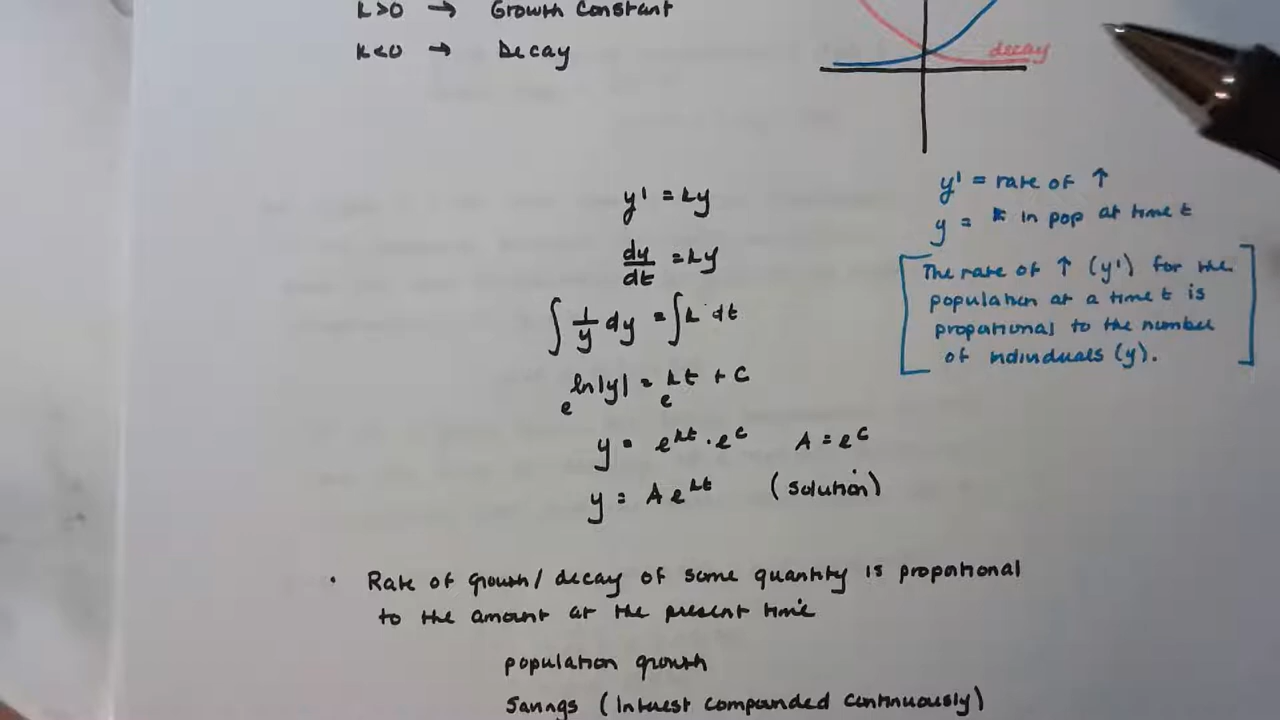 k>0 → Growth Constant
k<0 → Decay
decay
y' = ky
dy/dt = ky
∫ 1/y dy = ∫ k dt
e^ln|y| = e^kt + C
y = e^kt · e^C A = e^C
y = A e^kt (solution)
y' = rate of ↑
y = # in pop at time t
[The rate of ↑ (y') for the
population at a time t is
propational to the number
of individuals (y).]
• Rate of growth/decay of some quantity is propational
to the amount at the present time
population growth
Savings (Interest compounded continuously)